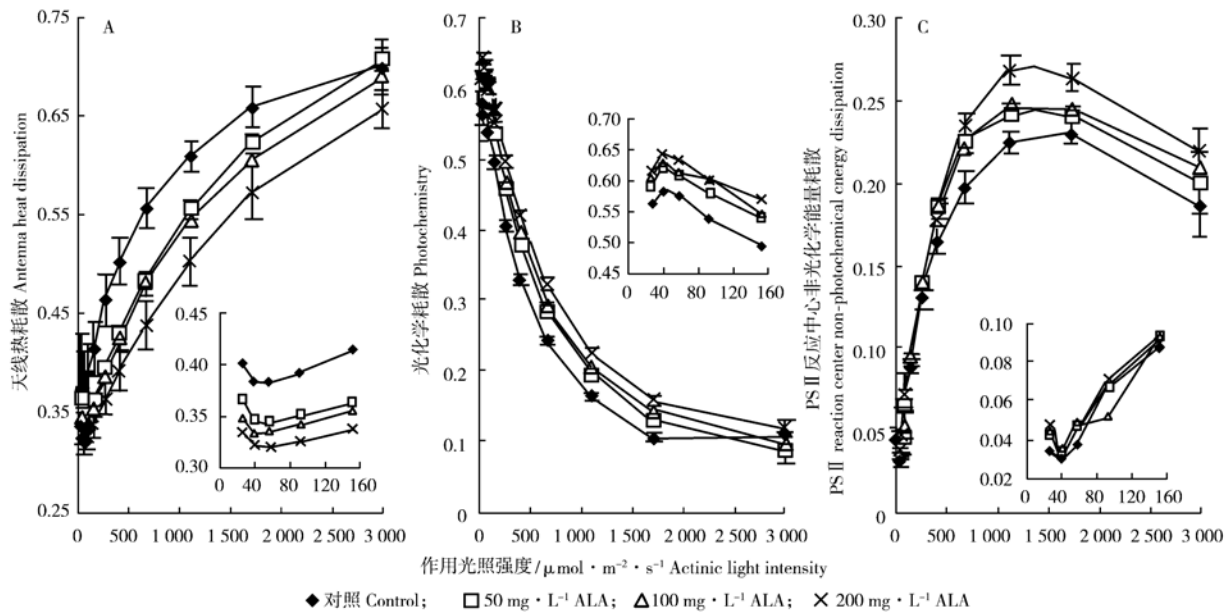 A
天线热耗散 Antenna heat dissipation
0.75
0.65
0.55
0.45
0.35
0.25
0 500 1 000 1 500 2 000 2 500 3 000
0.45
0.40
0.35
0.30
0 40 80 120 160
B
光化学耗散 Photochemistry
0.7
0.6
0.5
0.4
0.3
0.2
0.1
0
0 500 1 000 1 500 2 000 2 500 3 000
0.70
0.65
0.60
0.55
0.50
0.45
0 40 80 120 160
C
PSⅡ反应中心非光化学能量耗散
PSⅡ reaction center non-photochemical cnergy dissipation
0.30
0.25
0.20
0.15
0.10
0.05
0.00
0 500 1 000 1 500 2 000 2 500 3 000
0.10
0.08
0.06
0.04
0.02
0 40 80 120 160
作用光照强度/μmol·m⁻²·s⁻¹ Actinic light intensity
◆ 对照 Control; □ 50 mg·L⁻¹ ALA; △ 100 mg·L⁻¹ ALA; × 200 mg·L⁻¹ ALA